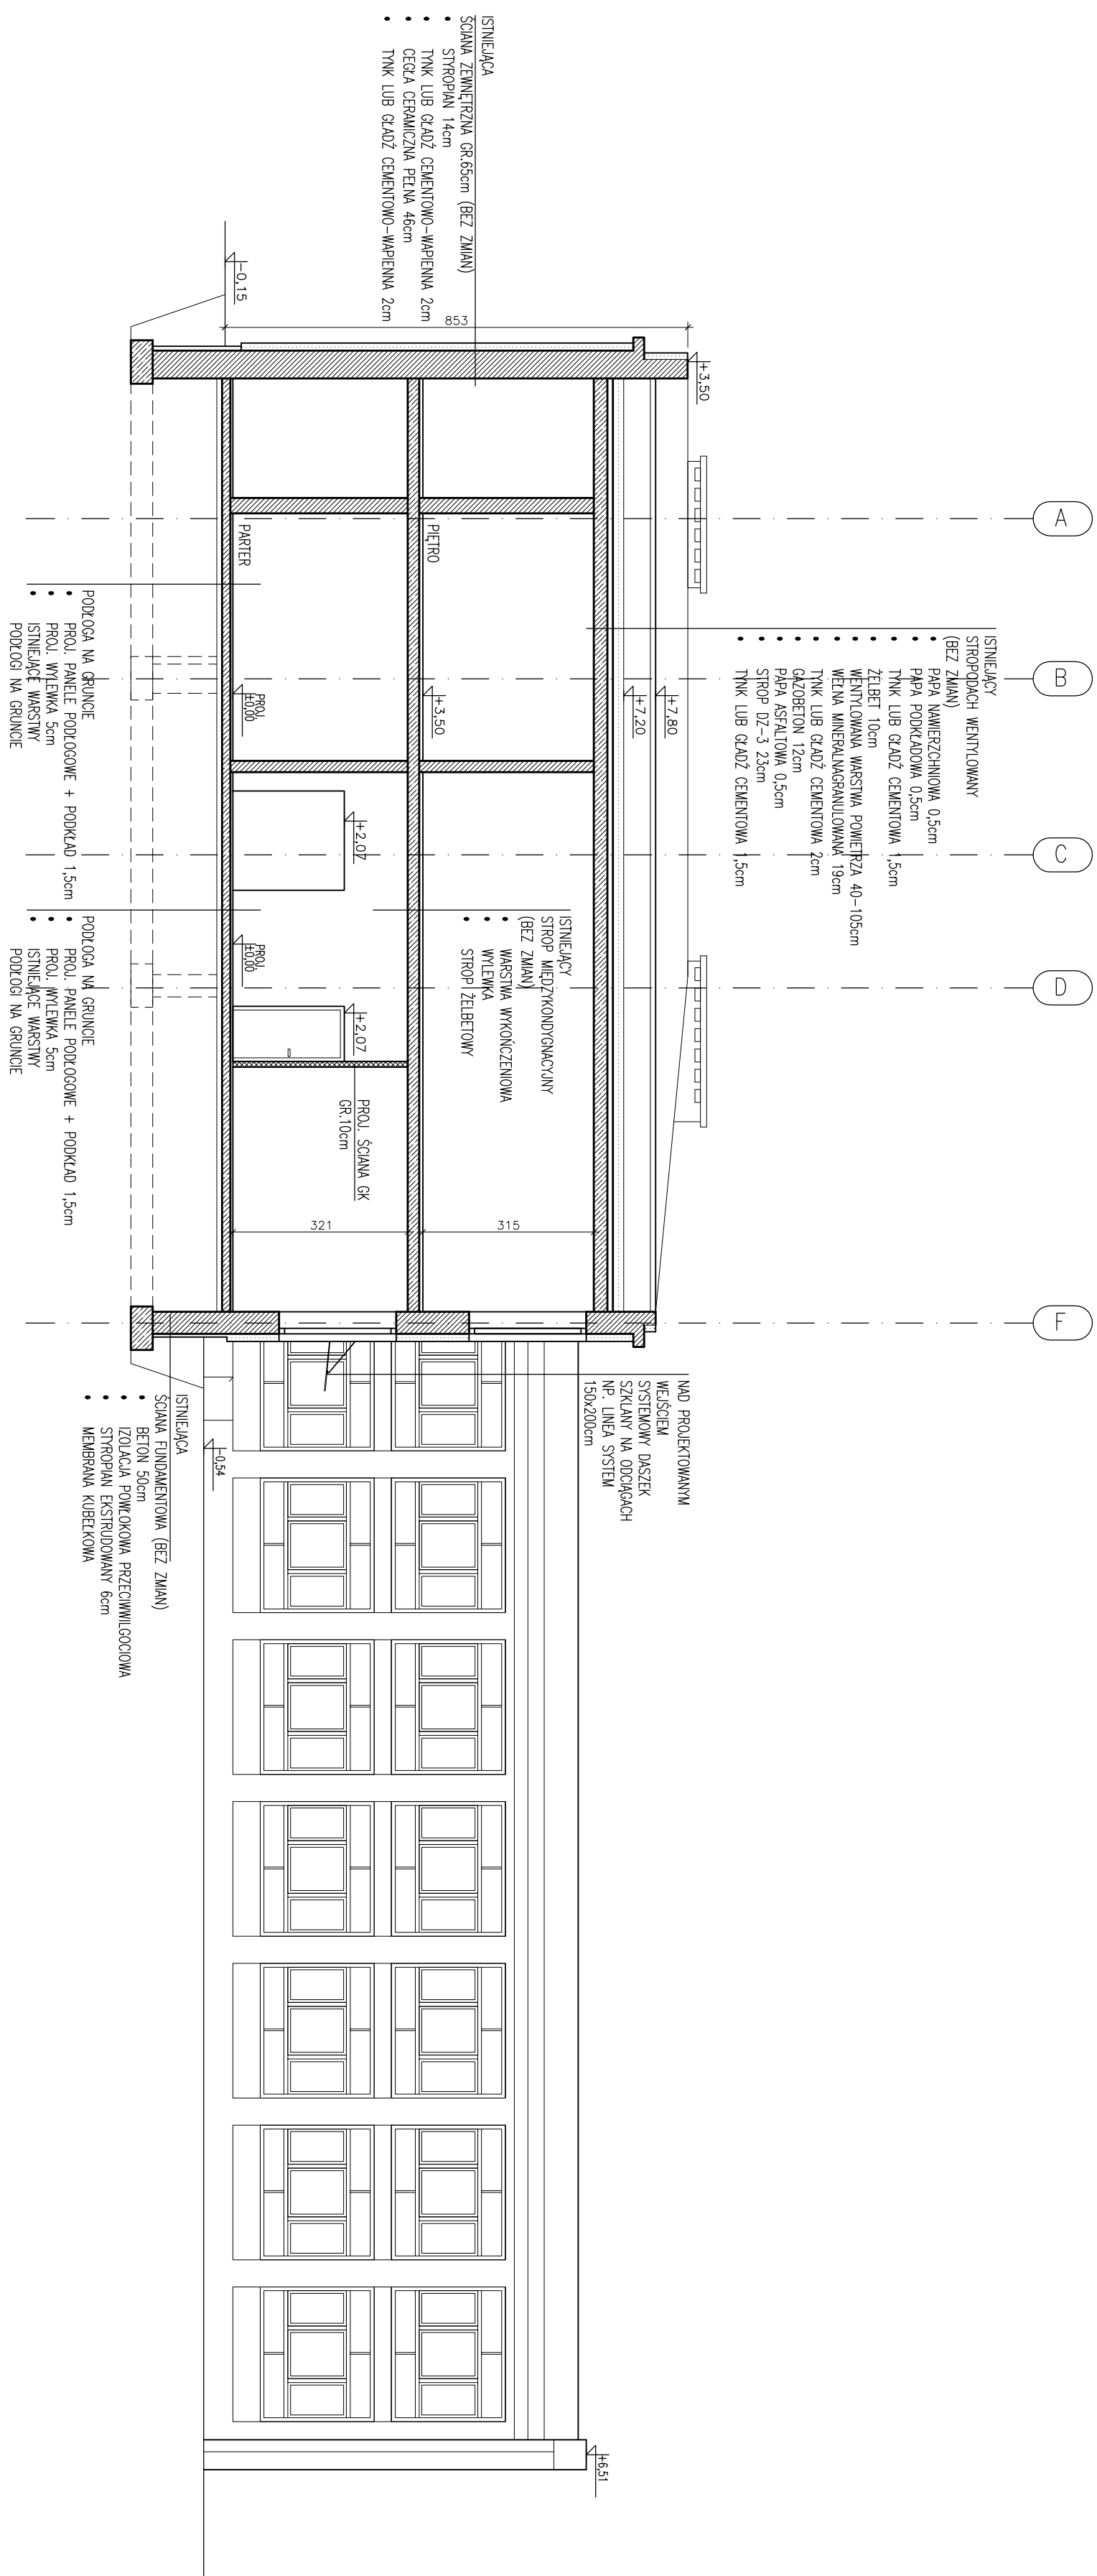 A
B
C
D
F
ISTNIEJĄCA
ŚCIANA ZEWNĘTRZNA GR.65cm (BEZ ZMIAN)
• STYROPIAN 14cm
• TYNK LUB GŁADŹ CEMENTOWO-WAPIENNA 2cm
• CEGŁA CERAMICZNA PEŁNA 46cm
• TYNK LUB GŁADŹ CEMENTOWO-WAPIENNA 2cm
ISTNIEJĄCY
STROPODACH WENTYLOWANY
(BEZ ZMIAN)
• PAPA NAWIERZCHNIOWA 0,5cm
• PAPA PODKŁADOWA 0,5cm
• TYNK LUB GŁADŹ CEMENTOWA 1,5cm
• ŻELBET 10cm
• WENTYLOWANA WARSTWA POWIETRZA 40-105cm
• WEŁNA MINERALNAGRANULOWANA 19cm
• TYNK LUB GŁADŹ CEMENTOWA 2cm
• GAZOBETON 12cm
• PAPA ASFALTOWA 0,5cm
• STROP DZ-3 23cm
• TYNK LUB GŁADŹ CEMENTOWA 1,5cm
+3,50
+7,80
+7,20
853
-0,15
PIĘTRO
+3,50
PARTER
PROJ.
±0,00
+2,07
PROJ.
±0,00
+2,07
ISTNIEJĄCY
STROP MIĘDZYKONDYGNACYJNY
(BEZ ZMIAN)
• WARSTWA WYKOŃCZENIOWA
• WYLEWKA
• STROP ŻELBETOWY
PROJ. ŚCIANA GK
GR.10cm
315
321
NAD PROJEKTOWANYM
WEJŚCIEM
SYSTEMOWY DASZEK
SZKLANY NA ODCIĄGACH
NP. LINEA SYSTEM
150x200cm
+6,51
-0,54
PODŁOGA NA GRUNCIE
• PROJ. PANELE PODŁOGOWE + PODKŁAD 1,5cm
• PROJ. WYLEWKA 5cm
• ISTNIEJĄCE WARSTWY
PODŁOGI NA GRUNCIE
PODŁOGA NA GRUNCIE
• PROJ. PANELE PODŁOGOWE + PODKŁAD 1,5cm
• PROJ. WYLEWKA 5cm
• ISTNIEJĄCE WARSTWY
PODŁOGI NA GRUNCIE
ISTNIEJĄCA
ŚCIANA FUNDAMENTOWA (BEZ ZMIAN)
• BETON 50cm
• IZOLACJA POWŁOKOWA PRZECIWWILGOCIOWA
• STYROPIAN EKSTRUDOWANY 6cm
• MEMBRANA KUBEŁKOWA